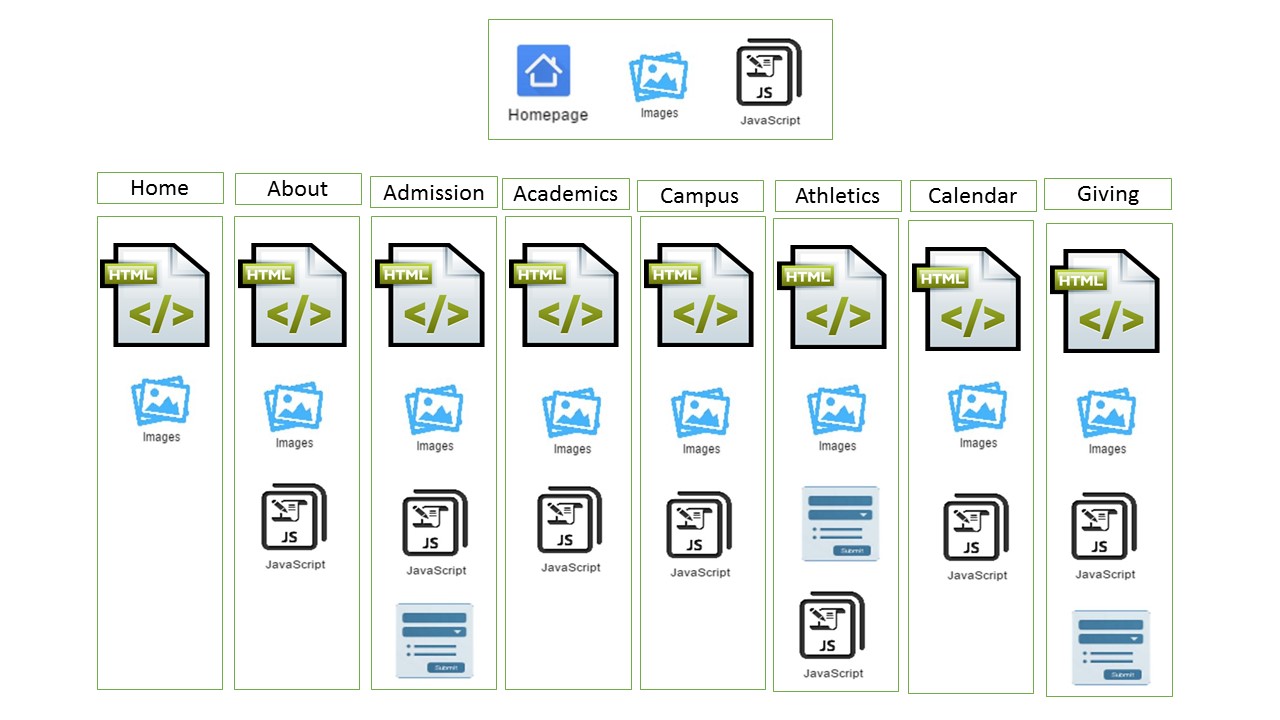 Homepage
Images
JS
JavaScript
Home
About
Admission
Academics
Campus
Athletics
Calendar
Giving
HTML
</>
Images
HTML
</>
Images
JS
JavaScript
HTML
</>
Images
JS
JavaScript
Submit
HTML
</>
Images
JS
JavaScript
HTML
</>
Images
JS
JavaScript
HTML
</>
Images
Submit
JS
JavaScript
HTML
</>
Images
JS
JavaScript
HTML
</>
Images
JS
JavaScript
Submit